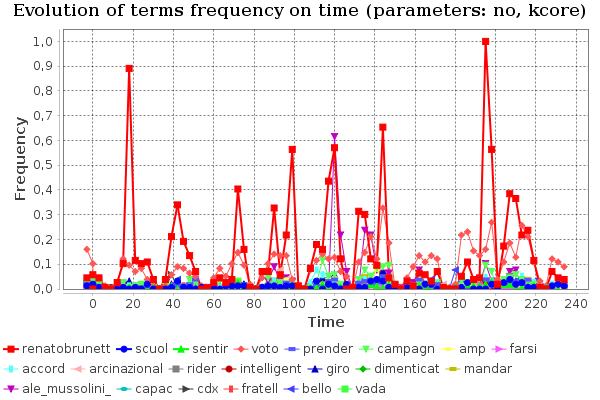 Evolution of terms frequency on time (parameters: no, kcore)
1,0
0,9
0,8
0,7
0,6
0,5
0,4
0,3
0,2
0,1
0,0
Frequency
0 20 40 60 80 100 120 140 160 180 200 220 240
Time
renatobrunett scuol sentir voto prender campagn amp farsi
accord arcinazional rider intelligent giro dimenticat mandar
ale_mussolini_ capac cdx fratell bello vada